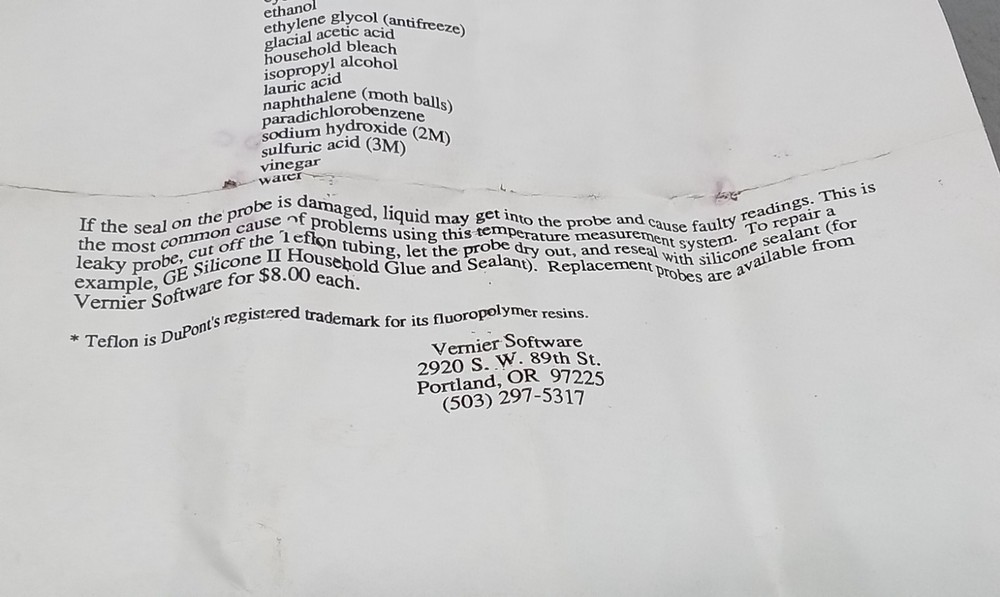 ethanol
ethylene glycol (antifreeze)
glacial acetic acid
household bleach
isopropyl alcohol
lauric acid
naphthalene (moth balls)
paradichlorobenzene
sodium hydroxide (2M)
sulfuric acid (3M)
vinegar
water
If the seal on the probe is damaged, liquid may get into the probe and cause faulty readings. This is
the most common cause of problems using this temperature measurement system. To repair a
leaky probe, cut off the Teflon tubing, let the probe dry out, and reseal with silicone sealant (for
example, GE Silicone II Household Glue and Sealant). Replacement probes are available from
Vernier Software for $8.00 each.
* Teflon is DuPont's registered trademark for its fluoropolymer resins.
Vernier Software
2920 S. W. 89th St.
Portland, OR 97225
(503) 297-5317